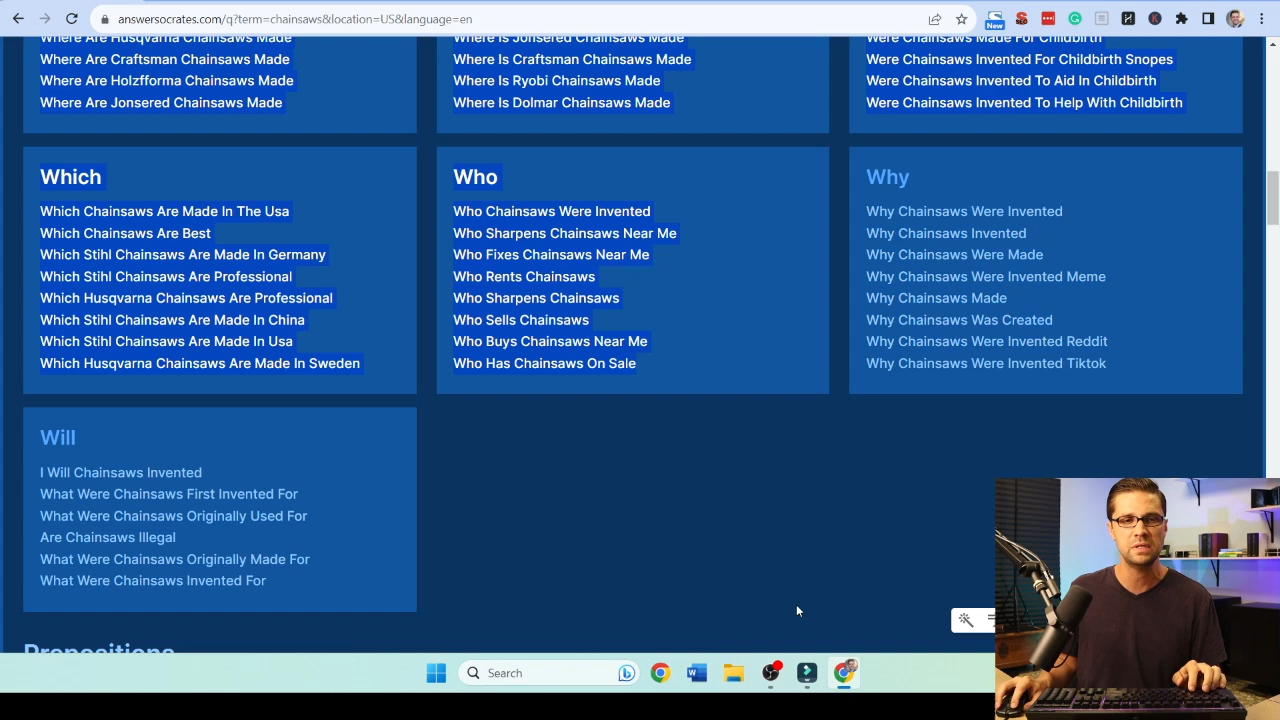 answersocrates.com/q?term=chainsaws&location=US&language=en
New
Where Are Husqvarna Chainsaws Made
Where Are Craftsman Chainsaws Made
Where Are Holzfforma Chainsaws Made
Where Are Jonsered Chainsaws Made
Where Is Jonsered Chainsaws Made
Where Is Craftsman Chainsaws Made
Where Is Ryobi Chainsaws Made
Where Is Dolmar Chainsaws Made
Were Chainsaws Made For Childbirth
Were Chainsaws Invented For Childbirth Snopes
Were Chainsaws Invented To Aid In Childbirth
Were Chainsaws Invented To Help With Childbirth
Which
Which Chainsaws Are Made In The Usa
Which Chainsaws Are Best
Which Stihl Chainsaws Are Made In Germany
Which Stihl Chainsaws Are Professional
Which Husqvarna Chainsaws Are Professional
Which Stihl Chainsaws Are Made In China
Which Stihl Chainsaws Are Made In Usa
Which Husqvarna Chainsaws Are Made In Sweden
Who
Who Chainsaws Were Invented
Who Sharpens Chainsaws Near Me
Who Fixes Chainsaws Near Me
Who Rents Chainsaws
Who Sharpens Chainsaws
Who Sells Chainsaws
Who Buys Chainsaws Near Me
Who Has Chainsaws On Sale
Why
Why Chainsaws Were Invented
Why Chainsaws Invented
Why Chainsaws Were Made
Why Chainsaws Were Invented Meme
Why Chainsaws Made
Why Chainsaws Was Created
Why Chainsaws Were Invented Reddit
Why Chainsaws Were Invented Tiktok
Will
I Will Chainsaws Invented
What Were Chainsaws First Invented For
What Were Chainsaws Originally Used For
Are Chainsaws Illegal
What Were Chainsaws Originally Made For
What Were Chainsaws Invented For
Prepositions
Search